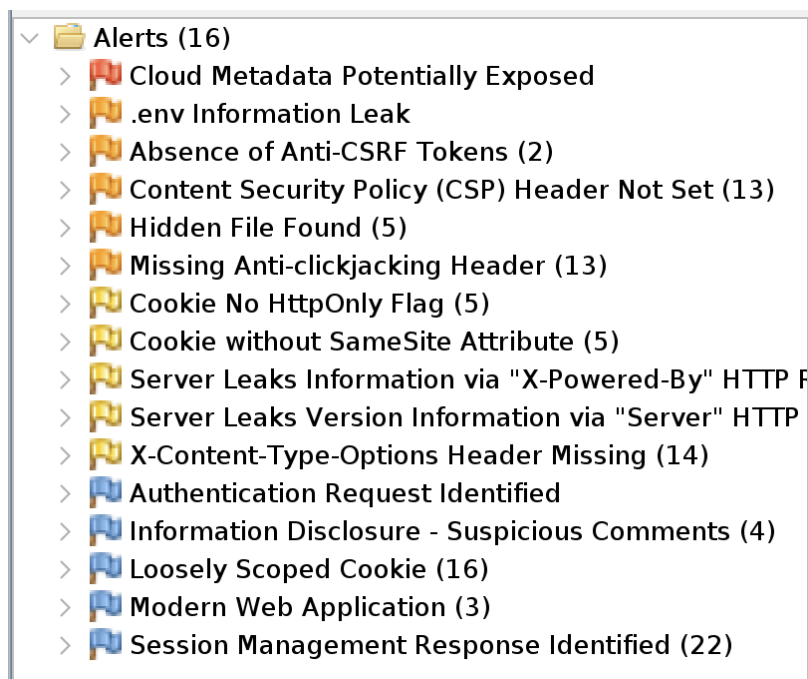 Alerts (16)
Cloud Metadata Potentially Exposed
.env Information Leak
Absence of Anti-CSRF Tokens (2)
Content Security Policy (CSP) Header Not Set (13)
Hidden File Found (5)
Missing Anti-clickjacking Header (13)
Cookie No HttpOnly Flag (5)
Cookie without SameSite Attribute (5)
Server Leaks Information via "X-Powered-By" HTTP
Server Leaks Version Information via "Server" HTTP
X-Content-Type-Options Header Missing (14)
Authentication Request Identified
Information Disclosure - Suspicious Comments (4)
Loosely Scoped Cookie (16)
Modern Web Application (3)
Session Management Response Identified (22)